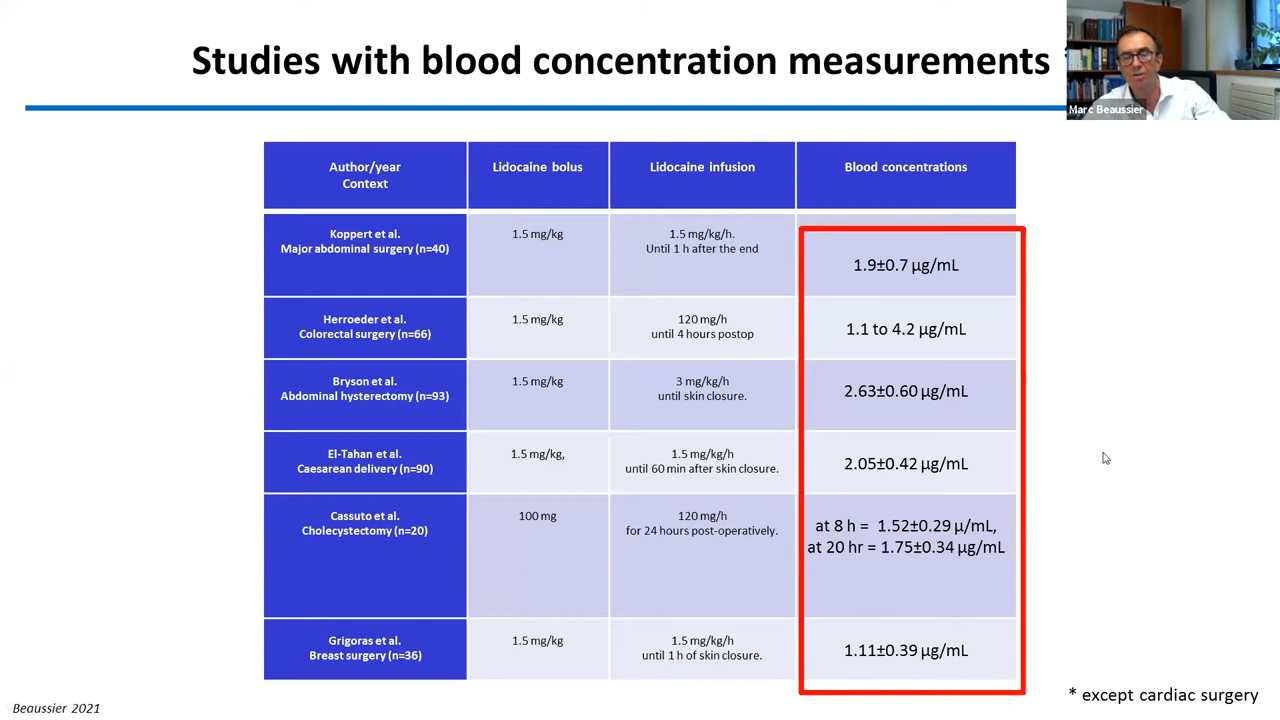 Studies with blood concentration measurements
Marc Beaussier
Author/year
Context
Lidocaine bolus
Lidocaine infusion
Blood concentrations
Koppert et al.
Major abdominal surgery (n=40)
1.5 mg/kg
1.5 mg/kg/h.
Until 1 h after the end
1.9±0.7 µg/mL
Herroeder et al.
Colorectal surgery (n=66)
1.5 mg/kg
120 mg/h
until 4 hours postop
1.1 to 4.2 µg/mL
Bryson et al.
Abdominal hysterectomy (n=93)
1.5 mg/kg
3 mg/kg/h
until skin closure.
2.63±0.60 µg/mL
El-Tahan et al.
Caesarean delivery (n=90)
1.5 mg/kg,
1.5 mg/kg/h
until 60 min after skin closure.
2.05±0.42 µg/mL
Cassuto et al.
Cholecystectomy (n=20)
100 mg
120 mg/h
for 24 hours post-operatively.
at 8 h = 1.52±0.29 µ/mL,
at 20 hr = 1.75±0.34 µg/mL
Grigoras et al.
Breast surgery (n=36)
1.5 mg/kg
1.5 mg/kg/h
until 1 h of skin closure.
1.11±0.39 µg/mL
* except cardiac surgery
Beaussier 2021